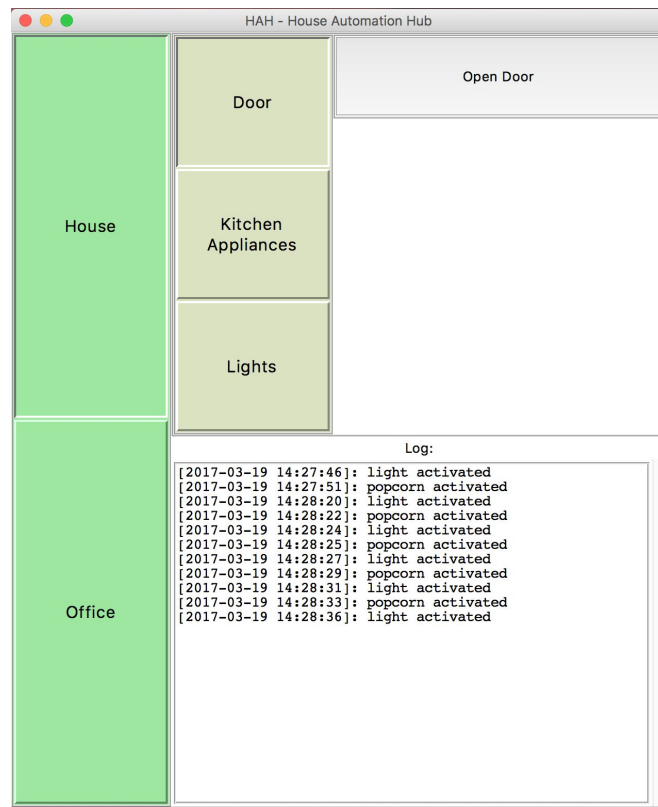 HAH - House Automation Hub
House
Office
Door
Kitchen
Appliances
Lights
Open Door
Log:
[2017-03-19 14:27:46]: light activated
[2017-03-19 14:27:51]: popcorn activated
[2017-03-19 14:28:20]: light activated
[2017-03-19 14:28:22]: popcorn activated
[2017-03-19 14:28:24]: light activated
[2017-03-19 14:28:25]: popcorn activated
[2017-03-19 14:28:27]: light activated
[2017-03-19 14:28:29]: popcorn activated
[2017-03-19 14:28:31]: light activated
[2017-03-19 14:28:33]: popcorn activated
[2017-03-19 14:28:36]: light activated